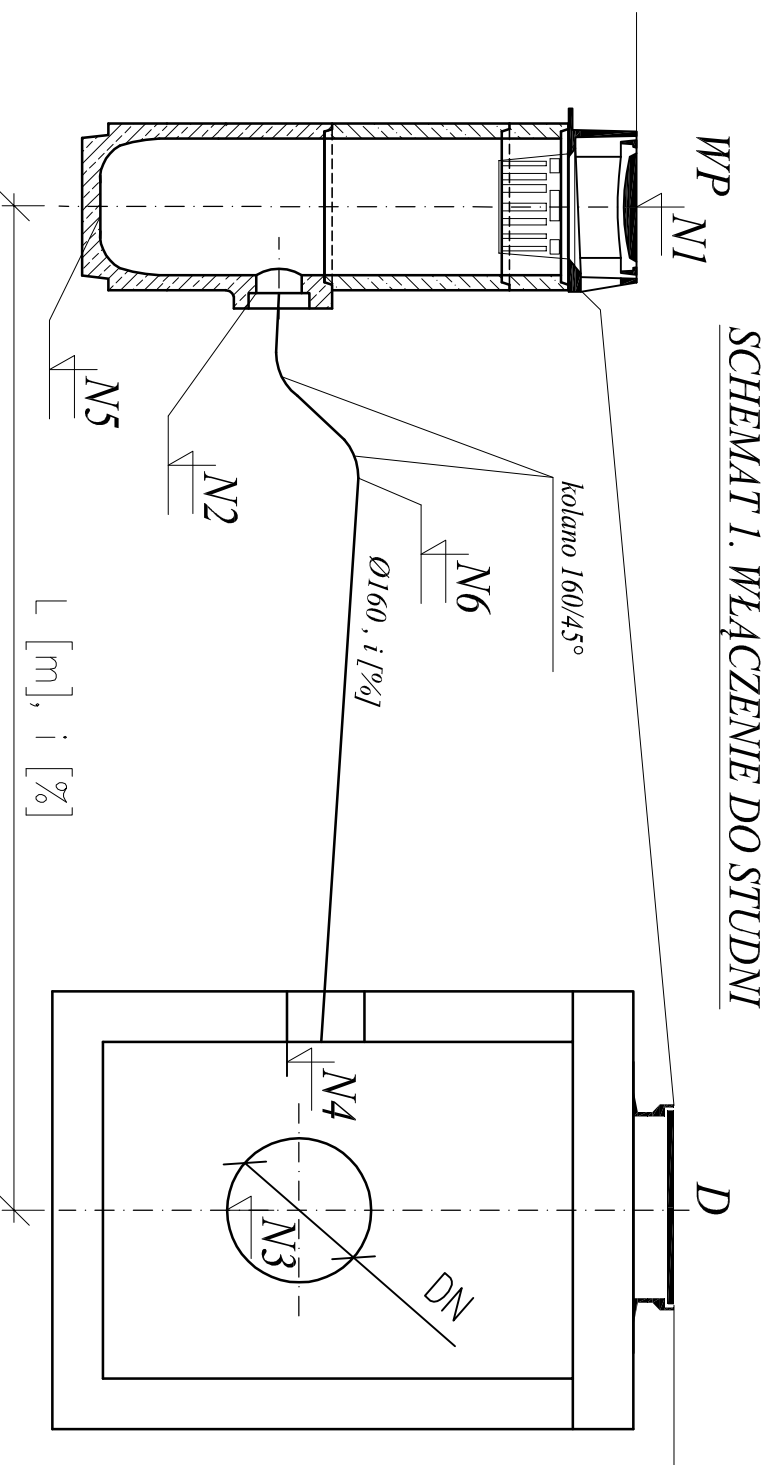 SCHEMAT 1. WŁĄCZENIE DO STUDNI
WP
D
N1
kolano 160/45°
N6
Ø160 , i [%]
N2
N5
N4
N3
DN
L [m], i [%]